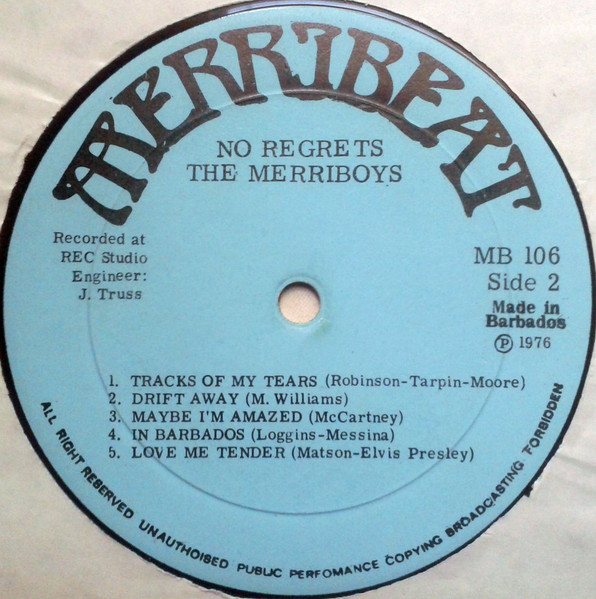 MERRIBEAT
NO REGRETS
THE MERRIBOYS
Recorded at
REC Studio
Engineer:
J. Truss
MB 106
Side 2
Made in
Barbados
Ⓟ 1976
1. TRACKS OF MY TEARS (Robinson-Tarpin-Moore)
2. DRIFT AWAY (M. Williams)
3. MAYBE I'M AMAZED (McCartney)
4. IN BARBADOS (Loggins-Messina)
5. LOVE ME TENDER (Matson-Elvis Presley)
ALL RIGHT RESERVED UNAUTHOISED PUBLIC PERFOMANCE COPYING BROADCASTING FORBIDDEN